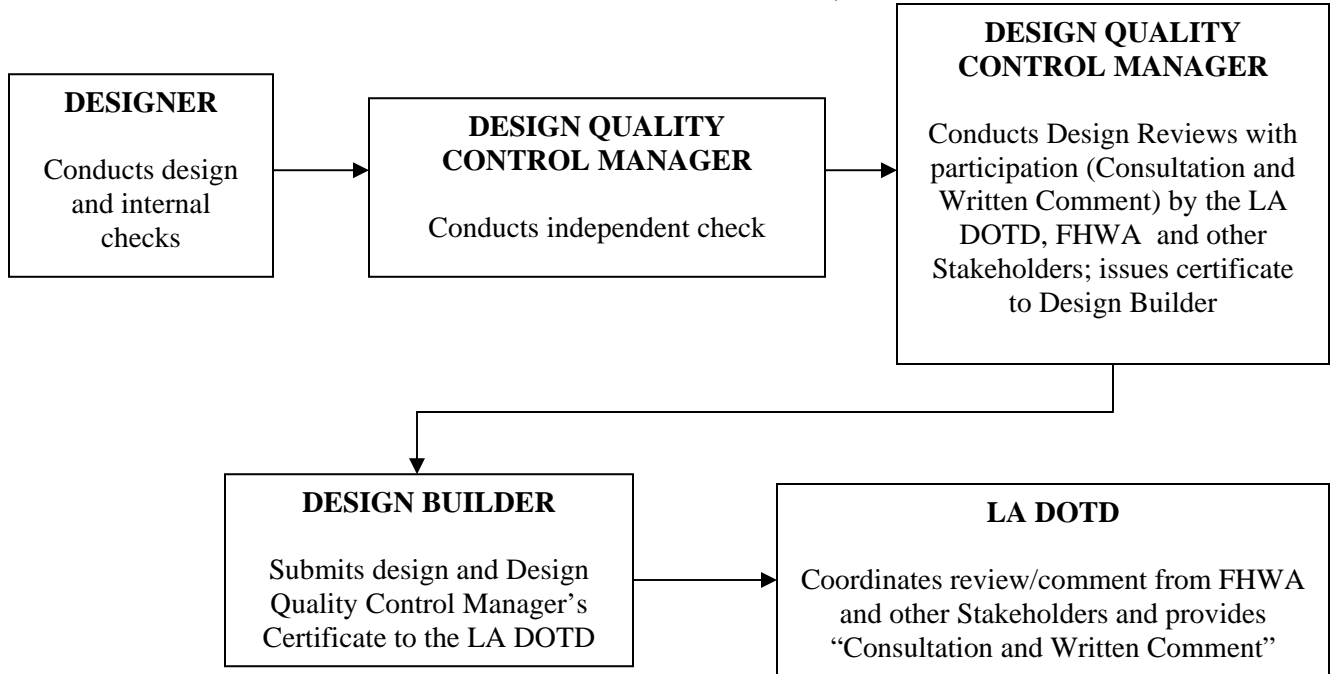 DESIGNER
Conducts design
and internal
checks
DESIGN QUALITY
CONTROL MANAGER
Conducts independent check
DESIGN QUALITY
CONTROL MANAGER
Conducts Design Reviews with
participation (Consultation and
Written Comment) by the LA
DOTD, FHWA and other
Stakeholders; issues certificate
to Design Builder
DESIGN BUILDER
Submits design and Design
Quality Control Manager’s
Certificate to the LA DOTD
LA DOTD
Coordinates review/comment from FHWA
and other Stakeholders and provides
“Consultation and Written Comment”